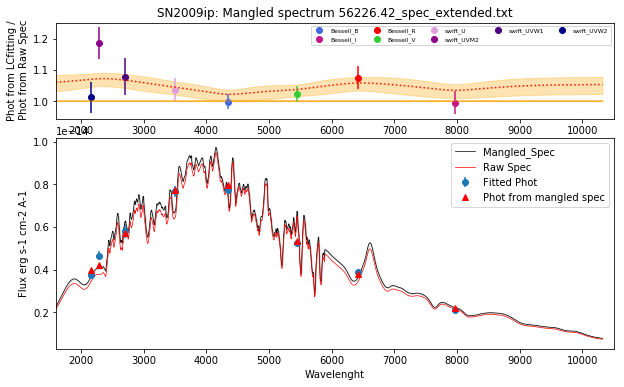 SN2009ip: Mangled spectrum 56226.42_spec_extended.txt
Phot from LCfitting /
Phot from Raw Spec
1.2
1.1
1.0
Bessell_B
Bessell_I
Bessell_R
Bessell_V
swift_U
swift_UVM2
swift_UVW1
swift_UVW2
2000 3000 4000 5000 6000 7000 8000 9000 10000
1e-14
Flux erg s-1 cm-2 A-1
1.0
0.8
0.6
0.4
0.2
Mangled_Spec
Raw Spec
Fitted Phot
Phot from mangled spec
2000 3000 4000 5000 6000 7000 8000 9000 10000
Wavelenght